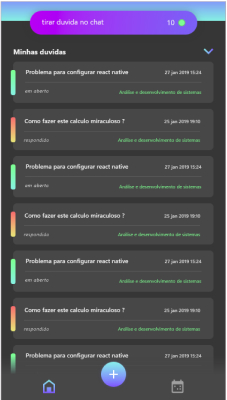 tirar duvida no chat 10
Minhas duvidas
Problema para configurar react native 27 jan 2019 15:24
em aberto Análise e desenvolvimento de sistemas
Como fazer este calculo miraculoso ? 25 jan 2019 19:10
respondido Análise e desenvolvimento de sistemas
Problema para configurar react native 27 jan 2019 15:24
em aberto Análise e desenvolvimento de sistemas
Como fazer este calculo miraculoso ? 25 jan 2019 19:10
respondido Análise e desenvolvimento de sistemas
Problema para configurar react native 27 jan 2019 15:24
em aberto Análise e desenvolvimento de sistemas
Como fazer este calculo miraculoso ? 25 jan 2019 19:10
respondido Análise e desenvolvimento de sistemas
Problema para configurar react native 27 jan 2019 15:24
+